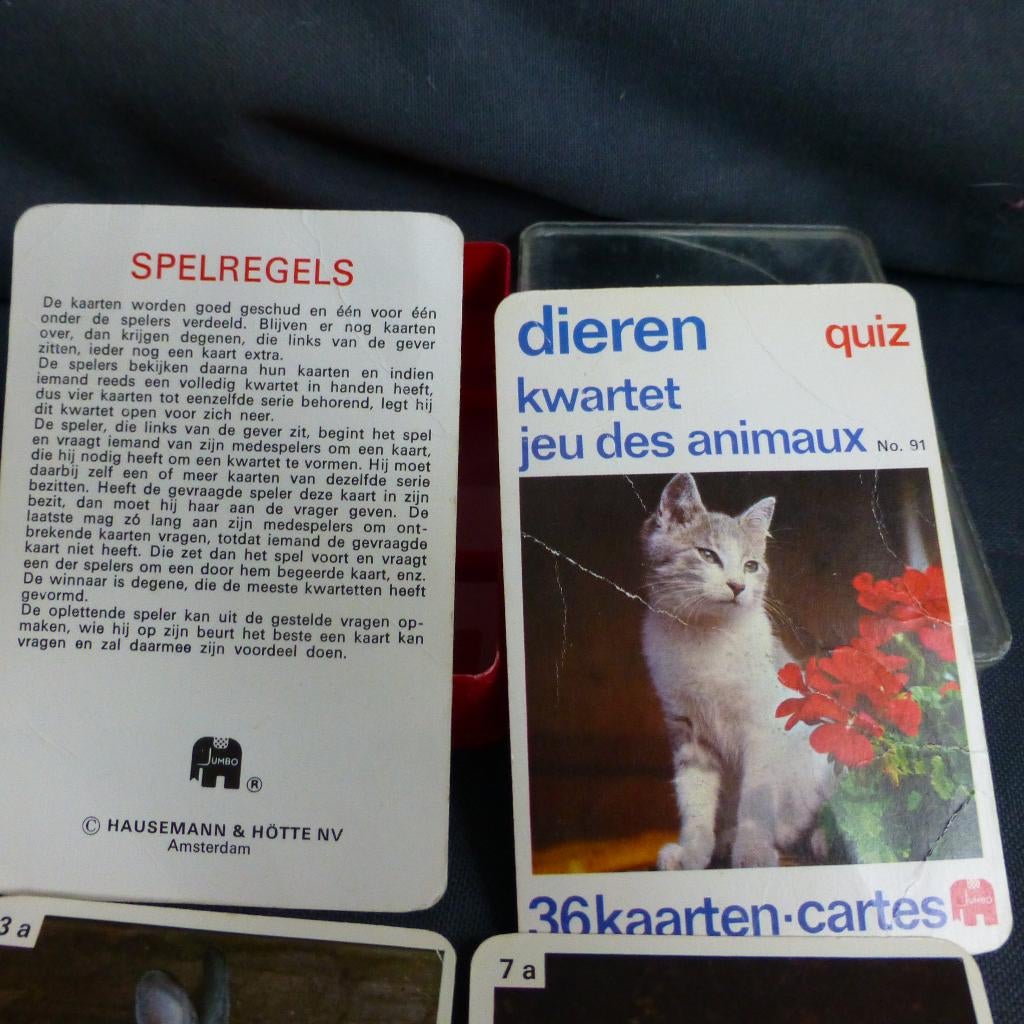 SPELREGELS
De kaarten worden goed geschud en één voor één
onder de spelers verdeeld. Blijven er nog kaarten
over, dan krijgen degenen, die links van de gever
zitten, ieder nog een kaart extra.
De spelers bekijken daarna hun kaarten en indien
iemand reeds een volledig kwartet in handen heeft,
dus vier kaarten tot eenzelfde serie behorend, legt hij
dit kwartet open voor zich neer.
De speler, die links van de gever zit, begint het spel
en vraagt iemand van zijn medespelers om een kaart,
die hij nodig heeft om een kwartet te vormen. Hij moet
daarbij zelf een of meer kaarten van dezelfde serie
bezitten. Heeft de gevraagde speler deze kaart in zijn
bezit, dan moet hij haar aan de vrager geven. De
laatste mag zó lang aan zijn medespelers om ont-
brekende kaarten vragen, totdat iemand de gevraagde
kaart niet heeft. Die zet dan het spel voort en vraagt
een der spelers om een door hem begeerde kaart, enz.
De winnaar is degene, die de meeste kwartetten heeft
gevormd.
De oplettende speler kan uit de gestelde vragen op-
maken, wie hij op zijn beurt het beste een kaart kan
vragen en zal daarmee zijn voordeel doen.
JUMBO
®
© HAUSEMANN & HÖTTE NV
Amsterdam
dieren
quiz
kwartet
jeu des animaux No. 91
36 kaarten·cartes
JUMBO
3 a
7 a